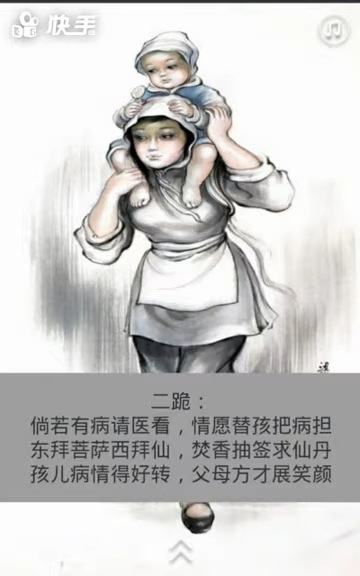 快手
二跪：
倘若有病请医看，情愿替孩把病担
东拜菩萨西拜仙，焚香抽签求仙丹
孩儿病情得好转，父母方才展笑颜